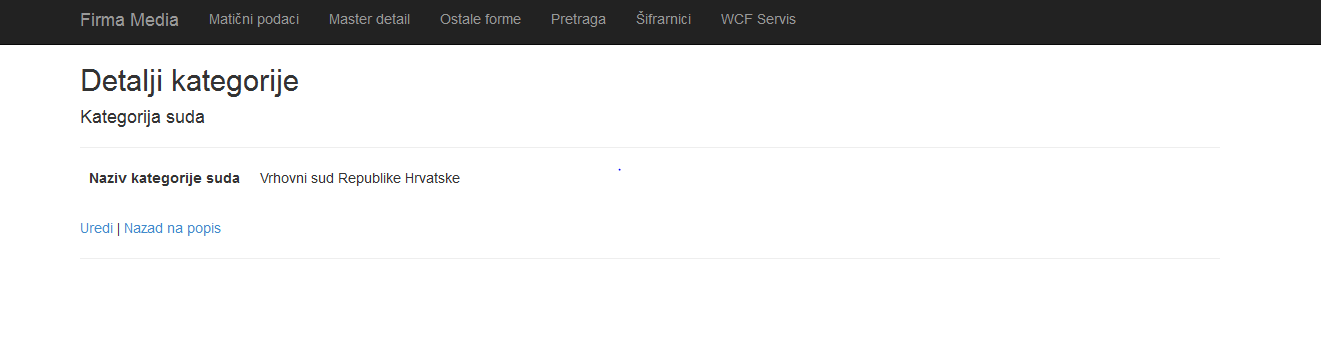 Firma Media Matični podaci Master detail Ostale forme Pretraga Šifrarnici WCF Servis
Detalji kategorije
Kategorija suda
Naziv kategorije suda Vrhovni sud Republike Hrvatske
Uredi | Nazad na popis